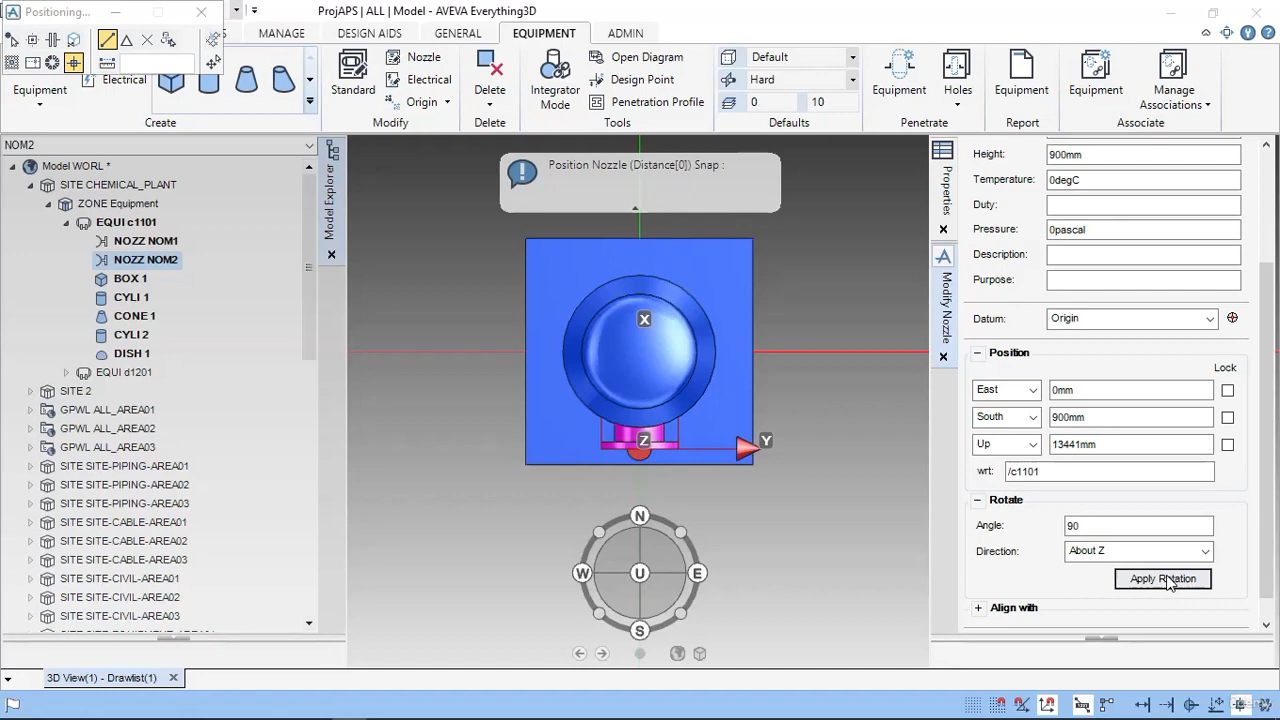 Positioning...
ProjAPS | ALL | Model - AVEVA Everything3D
MANAGE
DESIGN AIDS
GENERAL
EQUIPMENT
ADMIN
Electrical
Equipment
Create
Standard
Nozzle
Electrical
Origin
Modify
Delete
Delete
Integrator
Mode
Open Diagram
Design Point
Penetration Profile
Tools
Default
Hard
0
10
Defaults
Equipment
Holes
Penetrate
Equipment
Report
Equipment
Manage
Associations
Associate
NOM2
Model WORL *
SITE CHEMICAL_PLANT
ZONE Equipment
EQUI c1101
NOZZ NOM1
NOZZ NOM2
BOX 1
CYLI 1
CONE 1
CYLI 2
DISH 1
EQUI d1201
SITE 2
GPWL ALL_AREA01
GPWL ALL_AREA02
GPWL ALL_AREA03
SITE SITE-PIPING-AREA01
SITE SITE-PIPING-AREA02
SITE SITE-PIPING-AREA03
SITE SITE-CABLE-AREA01
SITE SITE-CABLE-AREA02
SITE SITE-CABLE-AREA03
SITE SITE-CIVIL-AREA01
SITE SITE-CIVIL-AREA02
SITE SITE-CIVIL-AREA03
Model Explorer
Position Nozzle (Distance[0]) Snap :
X
Z
Y
N
W
U
E
S
Properties
Modify Nozzle
Height:
900mm
Temperature:
0degC
Duty:
Pressure:
0pascal
Description:
Purpose:
Datum:
Origin
Position
Lock
East
0mm
South
900mm
Up
13441mm
wrt:
/c1101
Rotate
Angle:
90
Direction:
About Z
Apply Rotation
Align with
3D View(1) - Drawlist(1)